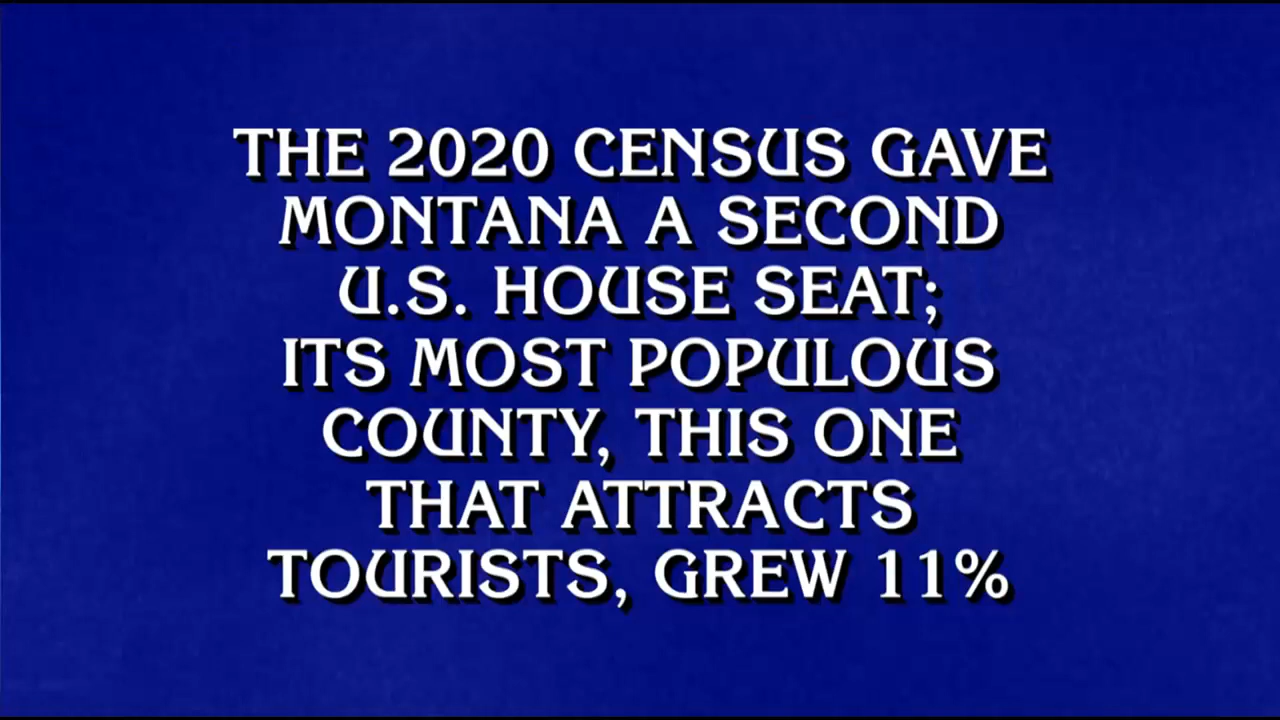 THE 2020 CENSUS GAVE
MONTANA A SECOND
U.S. HOUSE SEAT;
ITS MOST POPULOUS
COUNTY, THIS ONE
THAT ATTRACTS
TOURISTS, GREW 11%